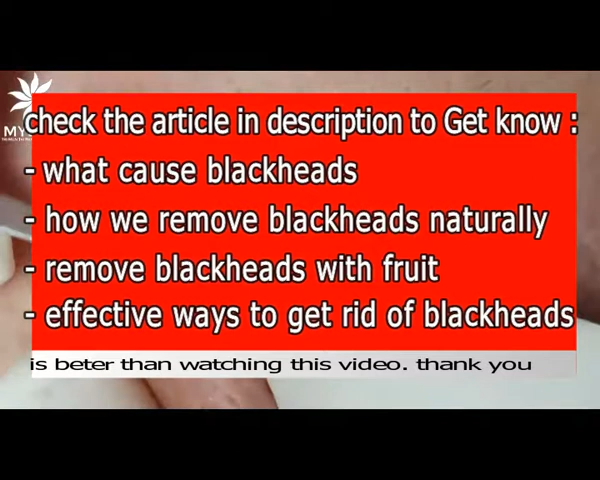 MY
check the article in description to Get know :
- what cause blackheads
- how we remove blackheads naturally
- remove blackheads with fruit
- effective ways to get rid of blackheads
is beter than watching this video. thank you